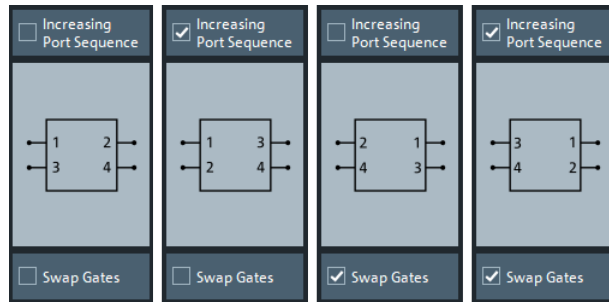 Increasing
Port Sequence
1 2
3 4
Swap Gates
Increasing
Port Sequence
1 3
2 4
Swap Gates
Increasing
Port Sequence
2 1
4 3
Swap Gates
Increasing
Port Sequence
3 1
4 2
Swap Gates